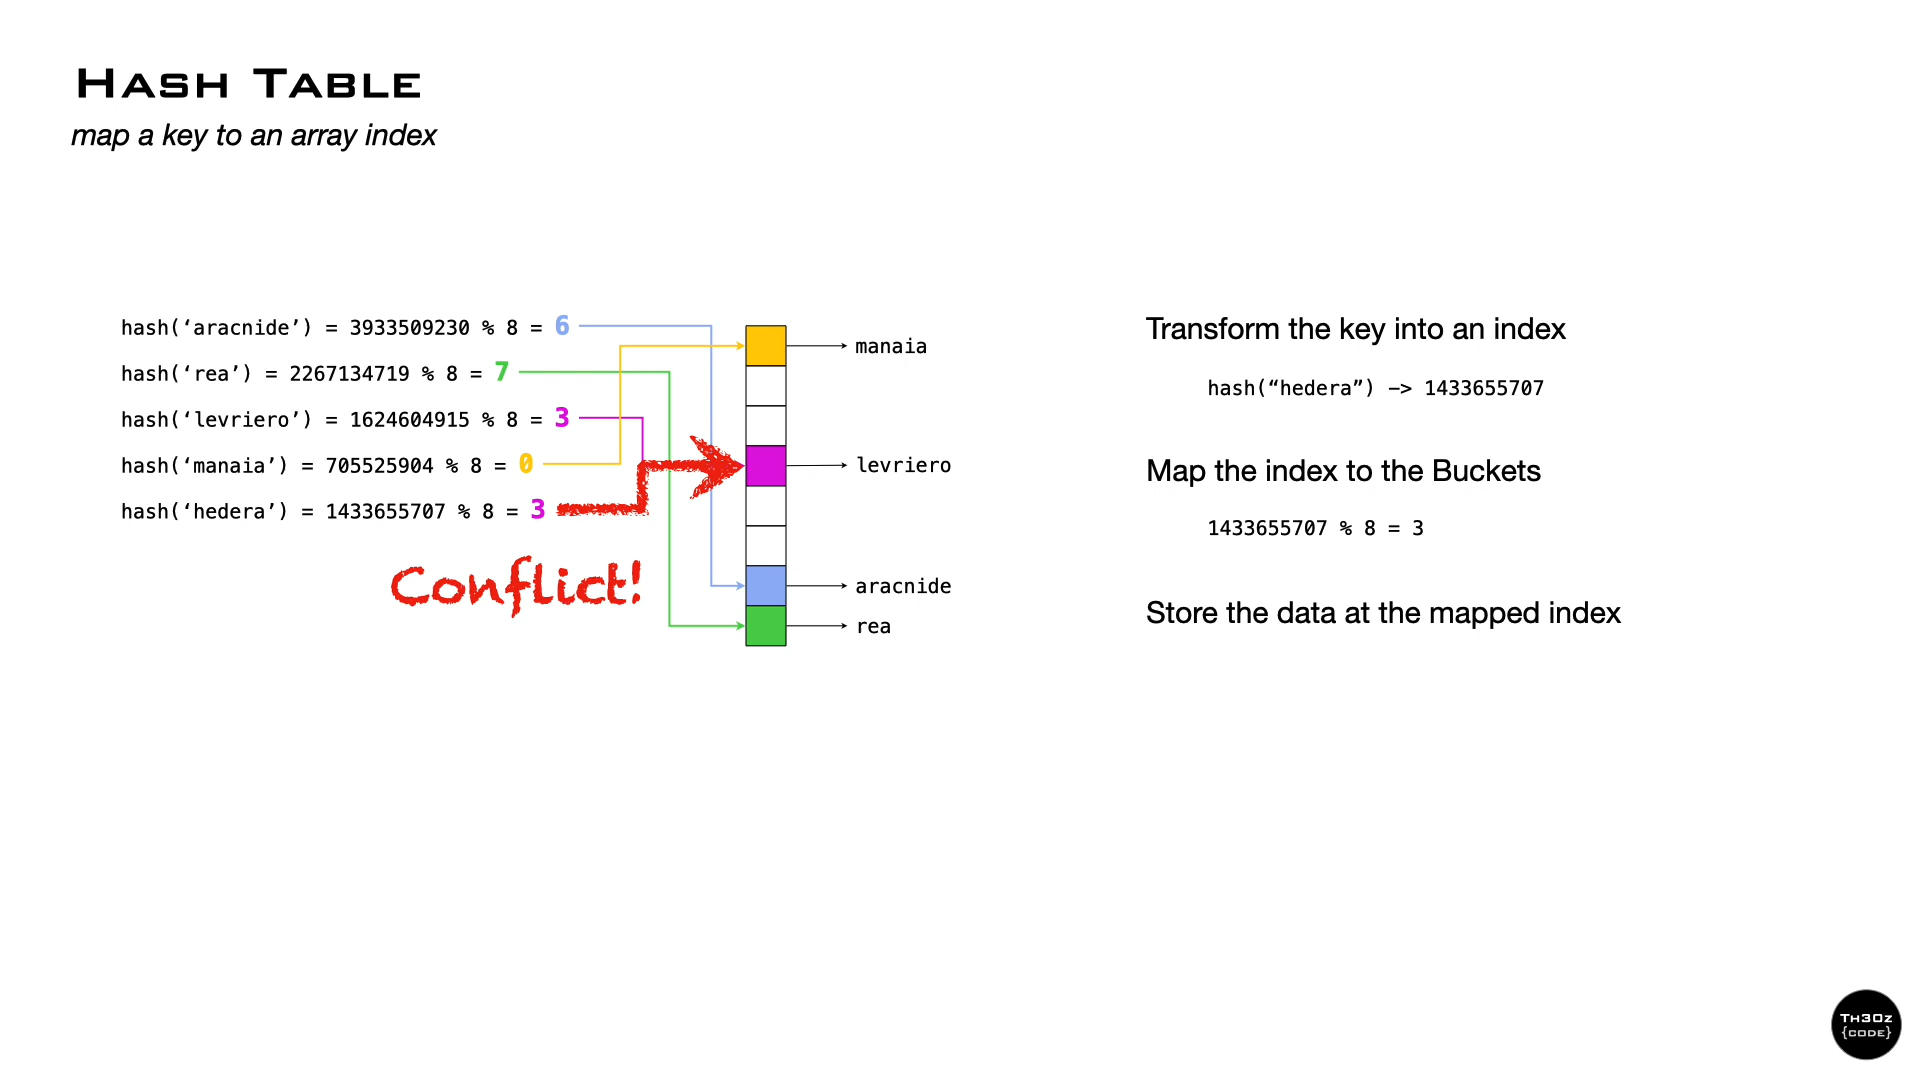 Hash Table
map a key to an array index
hash(‘aracnide’) = 3933509230 % 8 = 6
hash(‘rea’) = 2267134719 % 8 = 7
hash(‘levriero’) = 1624604915 % 8 = 3
hash(‘manaia’) = 705525904 % 8 = 0
hash(‘hedera’) = 1433655707 % 8 = 3
Conflict!
manaia
levriero
aracnide
rea
Transform the key into an index
hash(“hedera”) —> 1433655707
Map the index to the Buckets
1433655707 % 8 = 3
Store the data at the mapped index
Th3Oz
{code}